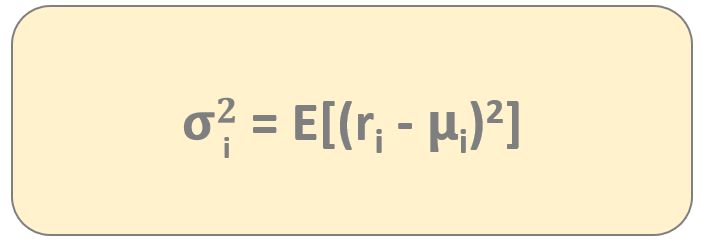 σ²ᵢ = E[(rᵢ - μᵢ)²]